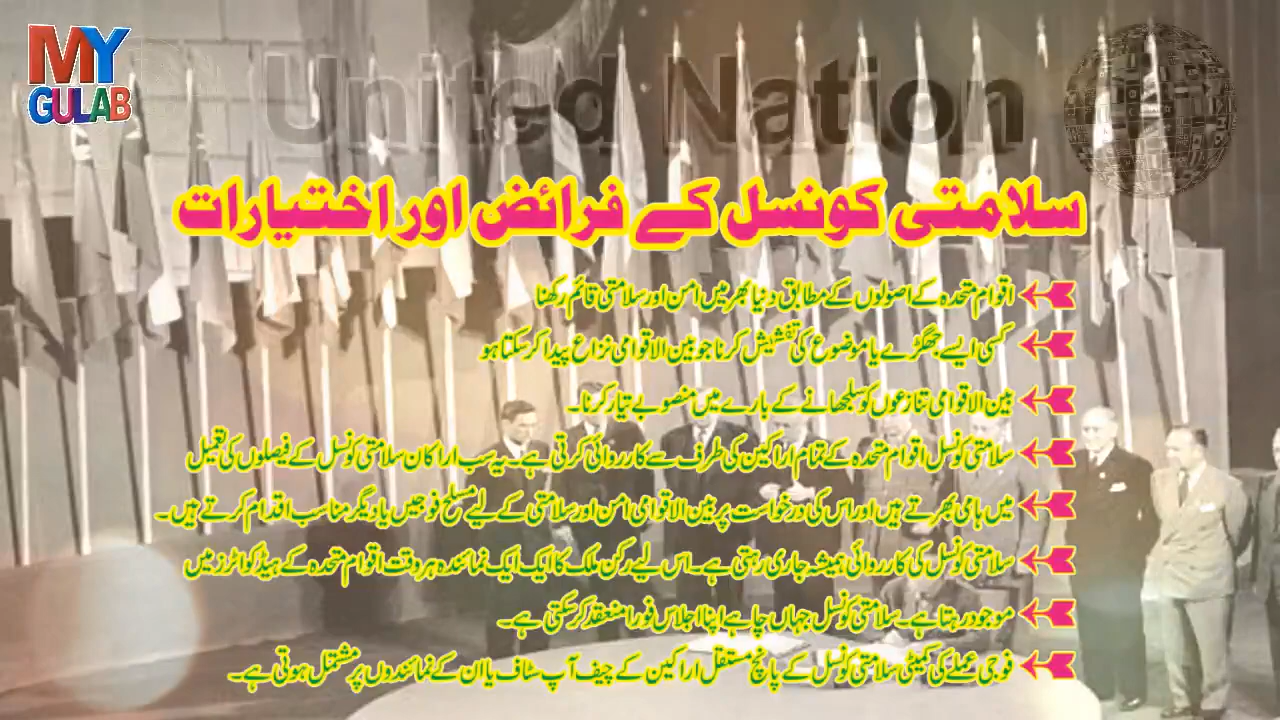 MY
GULAB
United Nation
سلامتی کونسل کے فرائض اور اختیارات
اقوام متحدہ کے اصولوں کے مطابق دنیا بھر میں امن اور سلامتی قائم رکھنا
کسی ایسے جھگڑے یا موضوع کی تفشیش کرنا جو بین الاقوامی نزاع پیدا کر سکتا ہو
بین الاقوامی تنازعوں کو سلجھانے کے بارے میں منصوبے تیار کرنا۔
سلامتی کونسل اقوام متحدہ کے تمام اراکین کی طرف سے کارروائی کرتی ہے۔ یہ سب اراکان سلامتی کونسل کے فیصلوں کی تعمیل
میں ہامی بھرتے ہیں اور اس کی درخواست پر بین الاقوامی امن اور سلامتی کے لیے مسلح فوجیں یا دیگر مناسب اقدام کرتے ہیں۔
سلامتی کونسل کی کارروائی ہمیشہ جاری رہتی ہے۔ اس لیے رکن ملک کا ایک ایک نمائندہ ہر وقت اقوام متحدہ کے ہیڈکواٹرز میں
موجود رہتا ہے۔ سلامتی کونسل جہاں چاہے اپنا اجلاس فورا منعقد کر سکتی ہے۔
فوجی عملے کی کمیٹی سلامتی کونسل کے پانچ مستقل اراکین کے چیف آپ سٹاف یا ان کے نمائندوں پر مشتمل ہوتی ہے۔